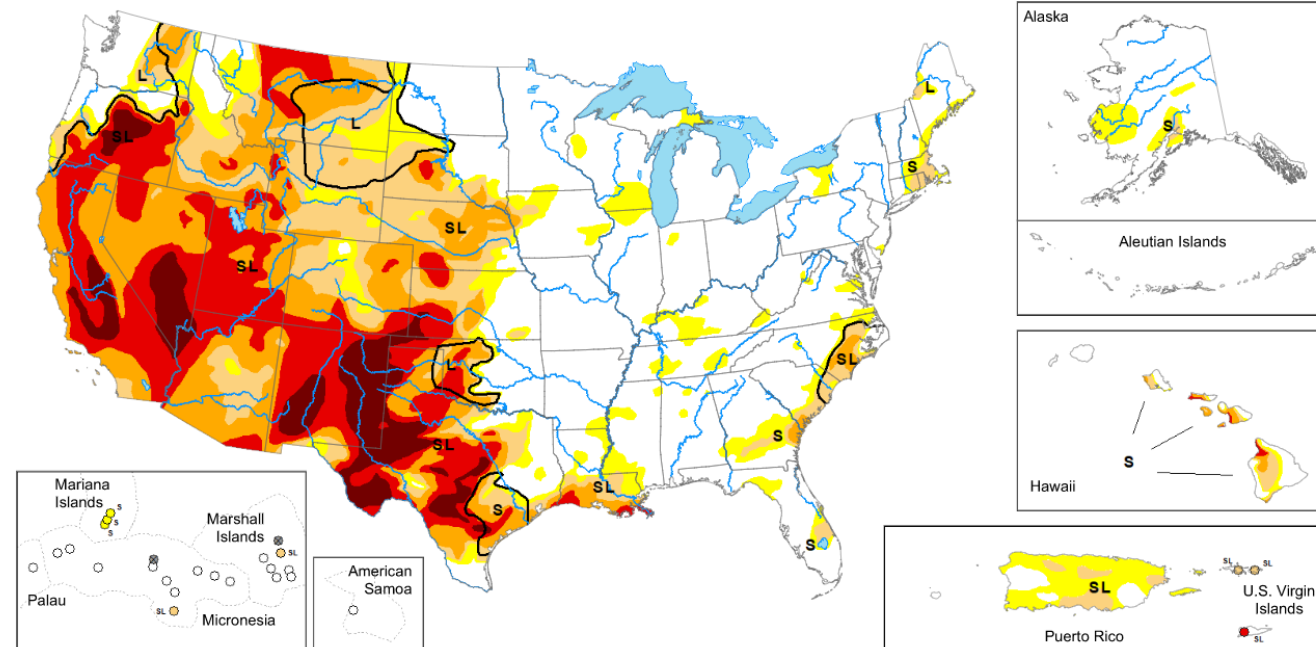 Alaska
S
Aleutian Islands
S
Hawaii
L
L
L
SL
S
SL
SL
SL
L
S
SL
SL
S
SL
S
Mariana
Islands
S
S
Marshall
Islands
SL
Palau
SL
Micronesia
American
Samoa
SL
Puerto Rico
SL
SL
U.S. Virgin
Islands
SL